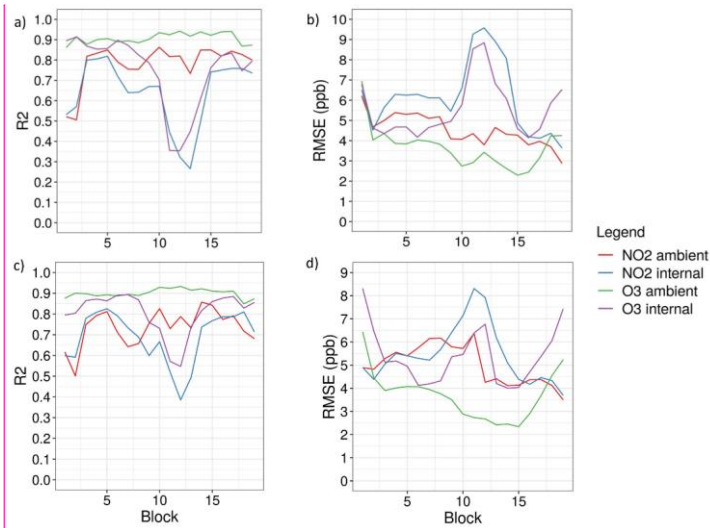 a)
R2
1.0
0.9
0.8
0.7
0.6
0.5
0.4
0.3
0.2
0.1
0.0
5 10 15
b)
RMSE (ppb)
10
9
8
7
6
5
4
3
2
1
0
5 10 15
c)
R2
1.0
0.9
0.8
0.7
0.6
0.5
0.4
0.3
0.2
0.1
0.0
5 10 15
Block
d)
RMSE (ppb)
9
8
7
6
5
4
3
2
1
0
5 10 15
Block
Legend
NO2 ambient
NO2 internal
O3 ambient
O3 internal